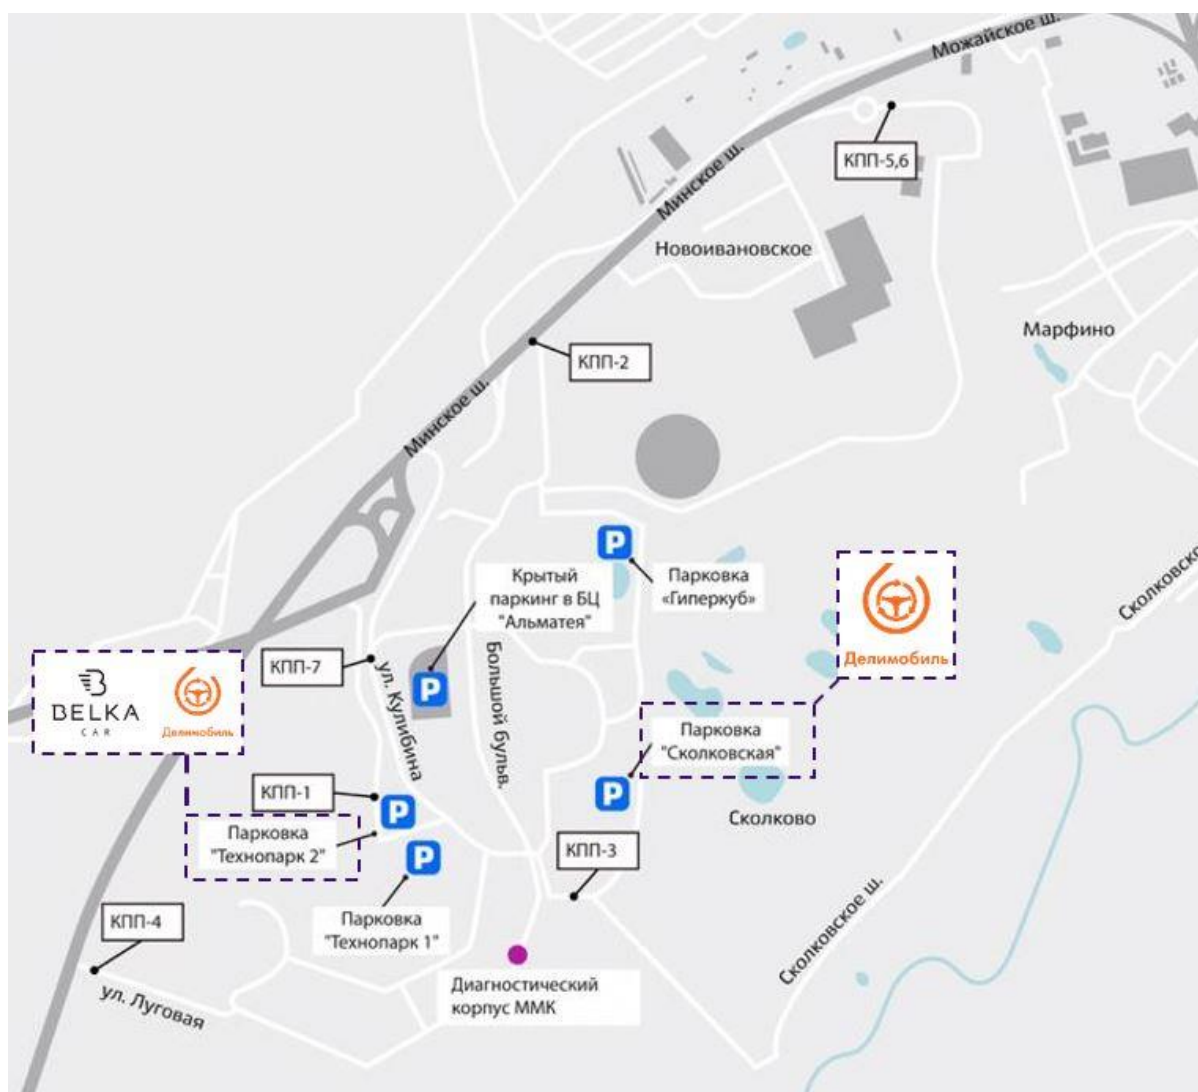 Можайское ш.
КПП-5,6
Минское ш.
Новоивановское
Марфино
КПП-2
Минское ш.
Сколковско
Крытый
паркинг в БЦ
"Альматея"
Парковка
«Гиперкуб»
Делимобиль
КПП-7
ул. Кулибина
Большой бульв.
BELKA
CAR
Делимобиль
Парковка
"Сколковская"
КПП-1
Сколково
Парковка
"Технопарк 2"
КПП-3
Парковка
"Технопарк 1"
КПП-4
Сколковское ш.
Диагностический
корпус ММК
ул. Луговая
P
P
P
P
P